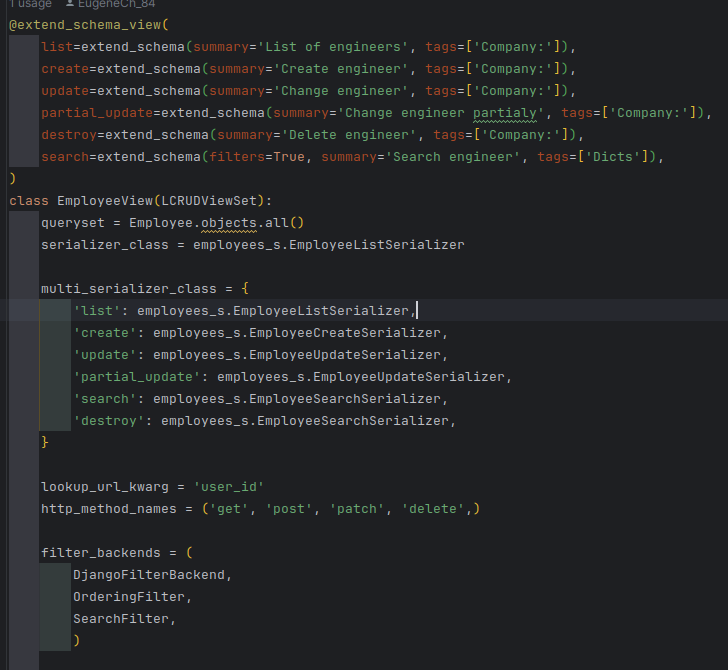 1 usage  EugeneCh_84
@extend_schema_view(
    list=extend_schema(summary='List of engineers', tags=['Company:']),
    create=extend_schema(summary='Create engineer', tags=['Company:']),
    update=extend_schema(summary='Change engineer', tags=['Company:']),
    partial_update=extend_schema(summary='Change engineer partialy', tags=['Company:']),
    destroy=extend_schema(summary='Delete engineer', tags=['Company:']),
    search=extend_schema(filters=True, summary='Search engineer', tags=['Dicts']),
)
class EmployeeView(LCRUDViewSet):
    queryset = Employee.objects.all()
    serializer_class = employees_s.EmployeeListSerializer

    multi_serializer_class = {
        'list': employees_s.EmployeeListSerializer,
        'create': employees_s.EmployeeCreateSerializer,
        'update': employees_s.EmployeeUpdateSerializer,
        'partial_update': employees_s.EmployeeUpdateSerializer,
        'search': employees_s.EmployeeSearchSerializer,
        'destroy': employees_s.EmployeeSearchSerializer,
    }

    lookup_url_kwarg = 'user_id'
    http_method_names = ('get', 'post', 'patch', 'delete',)

    filter_backends = (
        DjangoFilterBackend,
        OrderingFilter,
        SearchFilter,
        )